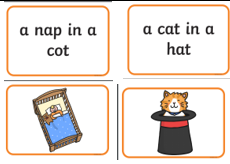 a nap in a
cot
a cat in a
hat